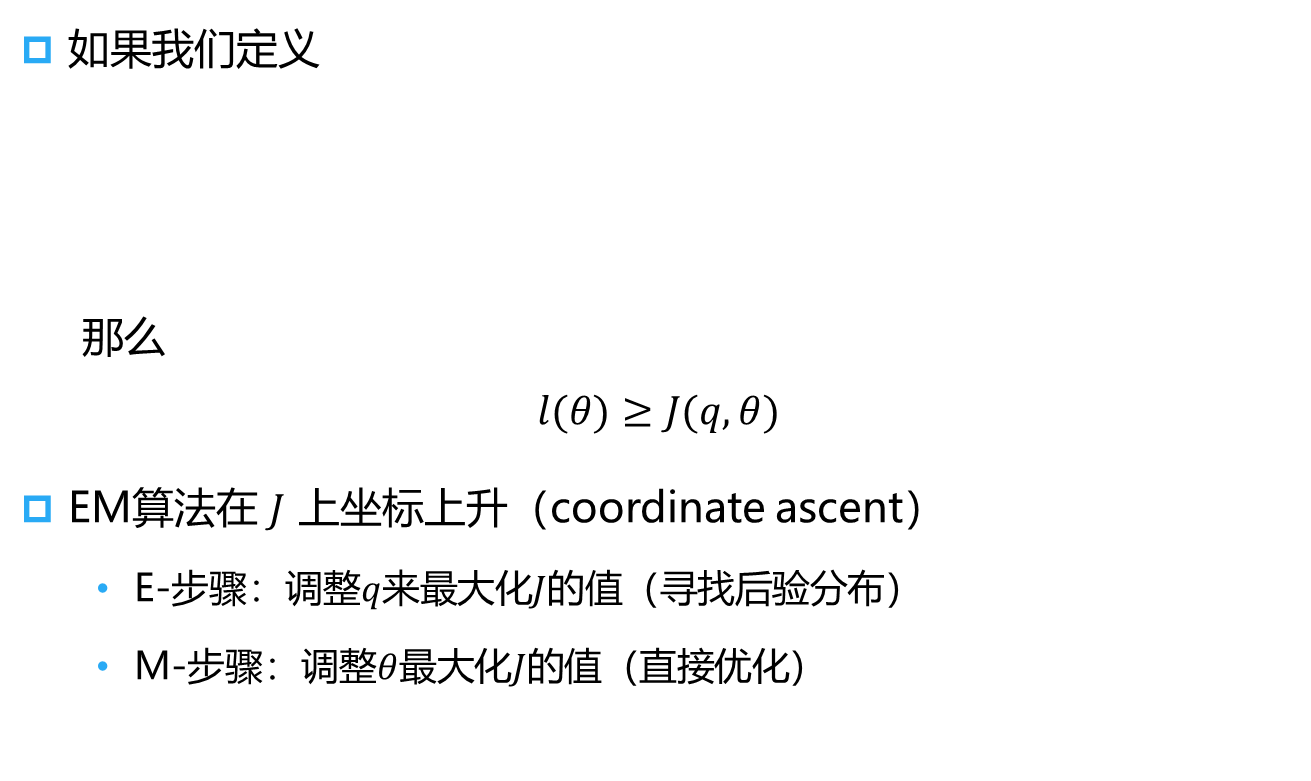 如果我们定义
那么
l(θ) ≥ J(q, θ)
EM算法在 J 上坐标上升（coordinate ascent）
E-步骤：调整q来最大化J的值（寻找后验分布）
M-步骤：调整θ最大化J的值（直接优化）